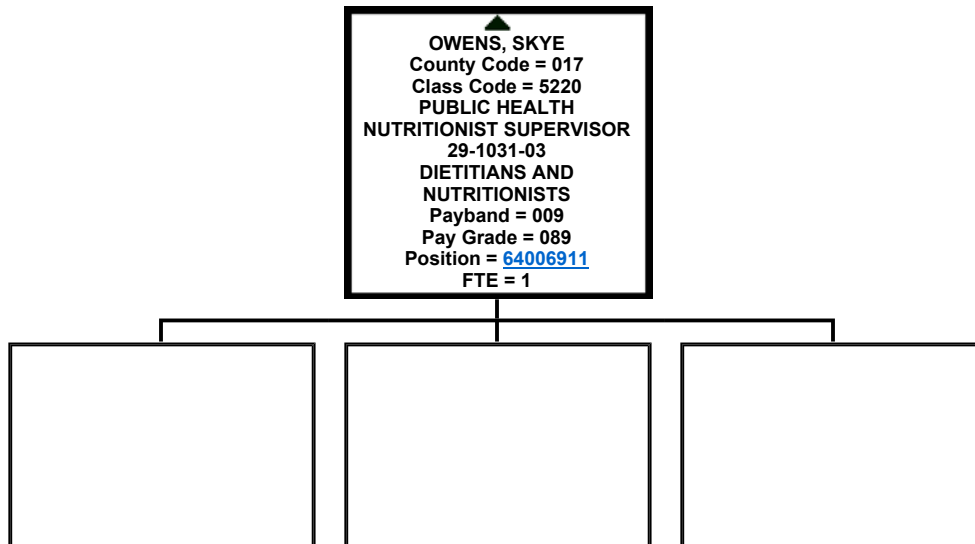 OWENS, SKYE
County Code = 017
Class Code = 5220
PUBLIC HEALTH
NUTRITIONIST SUPERVISOR
29-1031-03
DIETITIANS AND
NUTRITIONISTS
Payband = 009
Pay Grade = 089
Position = 64006911
FTE = 1